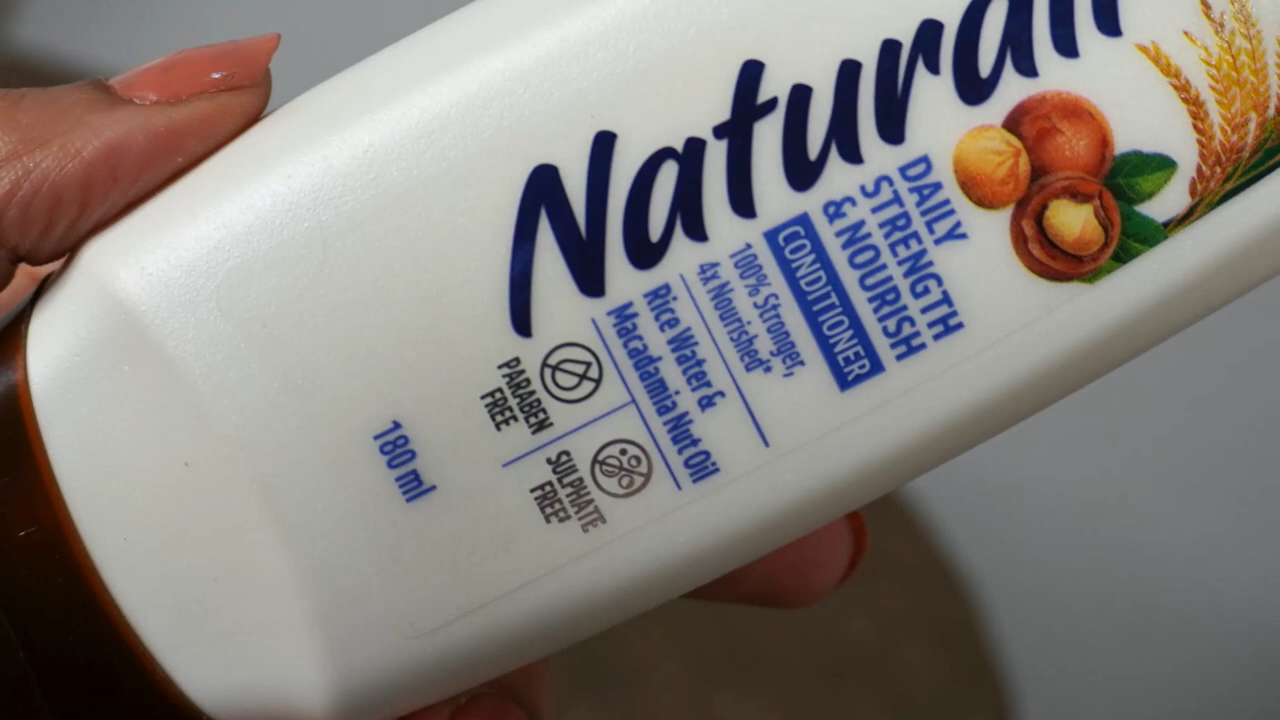 Naturali
DAILY
STRENGTH
& NOURISH
CONDITIONER
100% Stronger,
4x Nourished*
Rice Water &
Macadamia Nut Oil
PARABEN
FREE
SULPHATE
FREE‡
180 ml